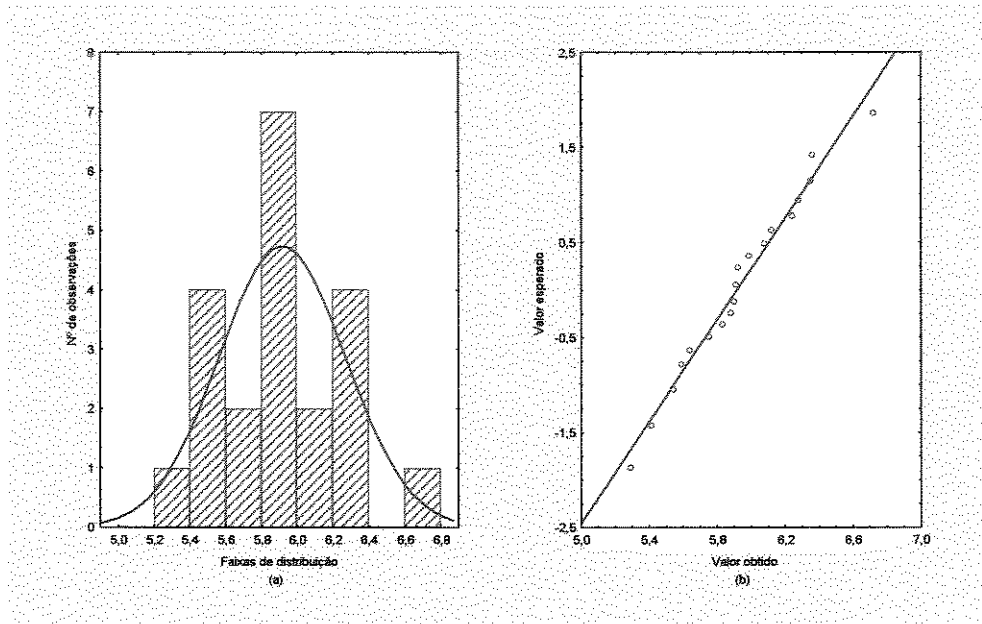 8
7
6
5
4
3
2
1
0
Nº de observações
5,0 5,2 5,4 5,6 5,8 6,0 6,2 6,4 6,6 6,8
Faixas de distribuição
(a)
2,5
1,5
0,5
-0,5
-1,5
-2,5
Valor esperado
5,0 5,4 5,8 6,2 6,6 7,0
Valor obtido
(b)